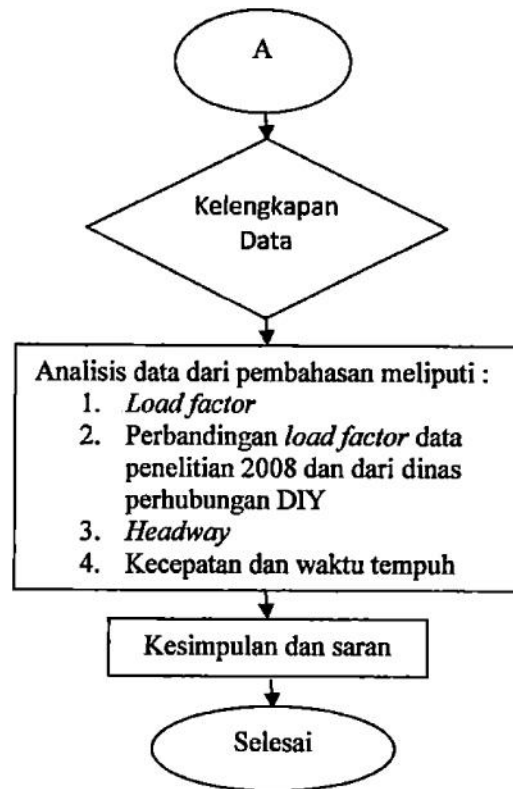 A
Kelengkapan
Data
Analisis data dari pembahasan meliputi :
1. Load factor
2. Perbandingan load factor data
penelitian 2008 dan dari dinas
perhubungan DIY
3. Headway
4. Kecepatan dan waktu tempuh
Kesimpulan dan saran
Selesai